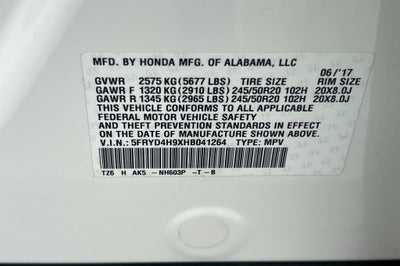 MFD. BY HONDA MFG. OF ALABAMA, LLC
06/'17
GVWR 2575 KG (5677 LBS) TIRE SIZE RIM SIZE
GAWR F 1320 KG (2910 LBS) 245/50R20 102H 20X8.0J
GAWR R 1345 KG (2965 LBS) 245/50R20 102H 20X8.0J
THIS VEHICLE CONFORMS TO ALL APPLICABLE
FEDERAL MOTOR VEHICLE SAFETY
AND THEFT PREVENTION STANDARDS IN EFFECT ON THE
DATE OF MANUFACTURE SHOWN ABOVE.
V.I.N.: 5FRYD4H9XHB041264 TYPE: MPV
TZ6 H AK5 -NH603P -T-B